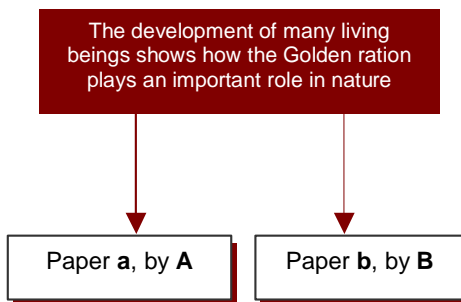 The development of many living
beings shows how the Golden ration
plays an important role in nature
Paper a, by A
Paper b, by B